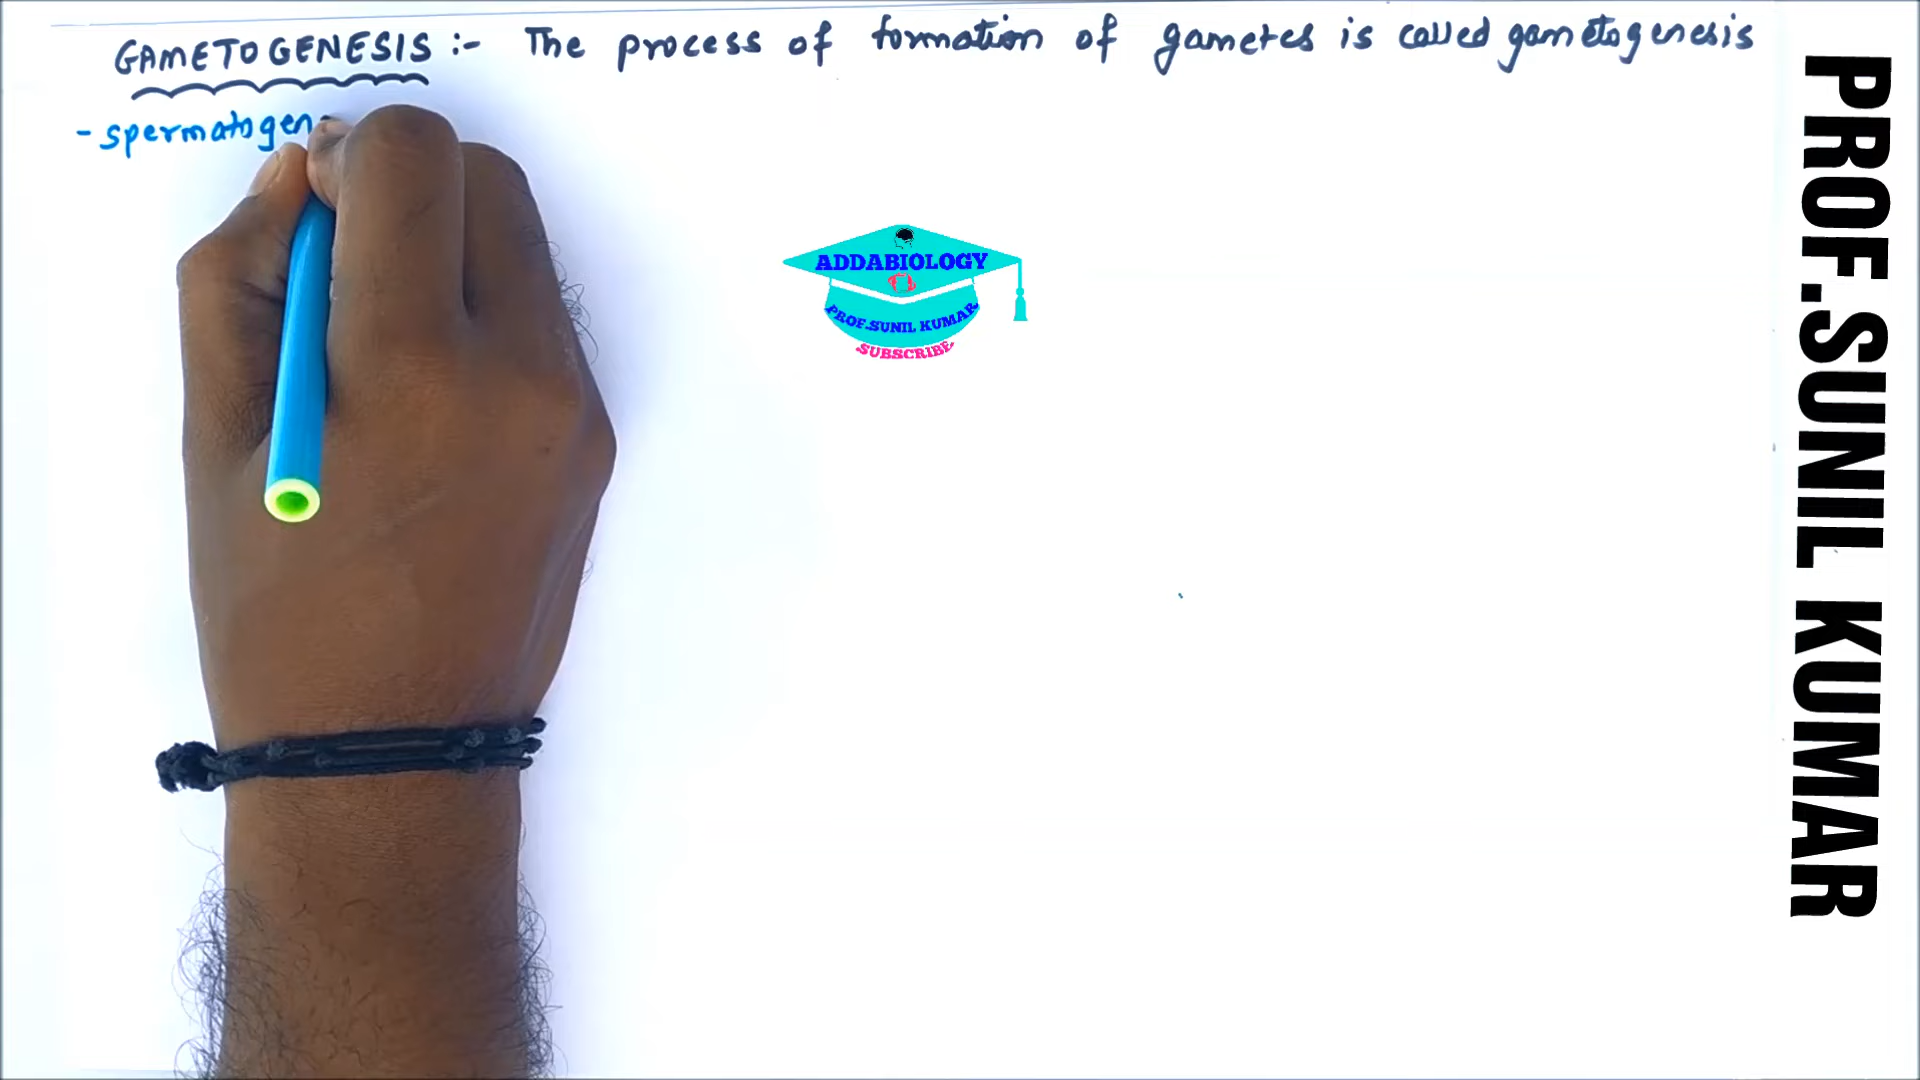 GAMETOGENESIS :- The process of formation of gametes is called gametogenesis
- spermatogen
ADDABIOLOGY
PROF.SUNIL KUMAR
SUBSCRIBE
PROF.SUNIL KUMAR